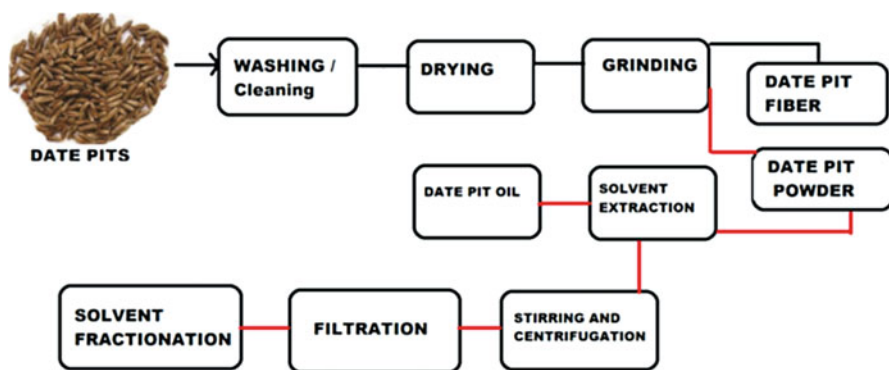 DATE PITS
WASHING /
Cleaning
DRYING
GRINDING
DATE PIT
FIBER
DATE PIT
POWDER
SOLVENT
EXTRACTION
DATE PIT OIL
STIRRING AND
CENTRIFUGATION
FILTRATION
SOLVENT
FRACTIONATION